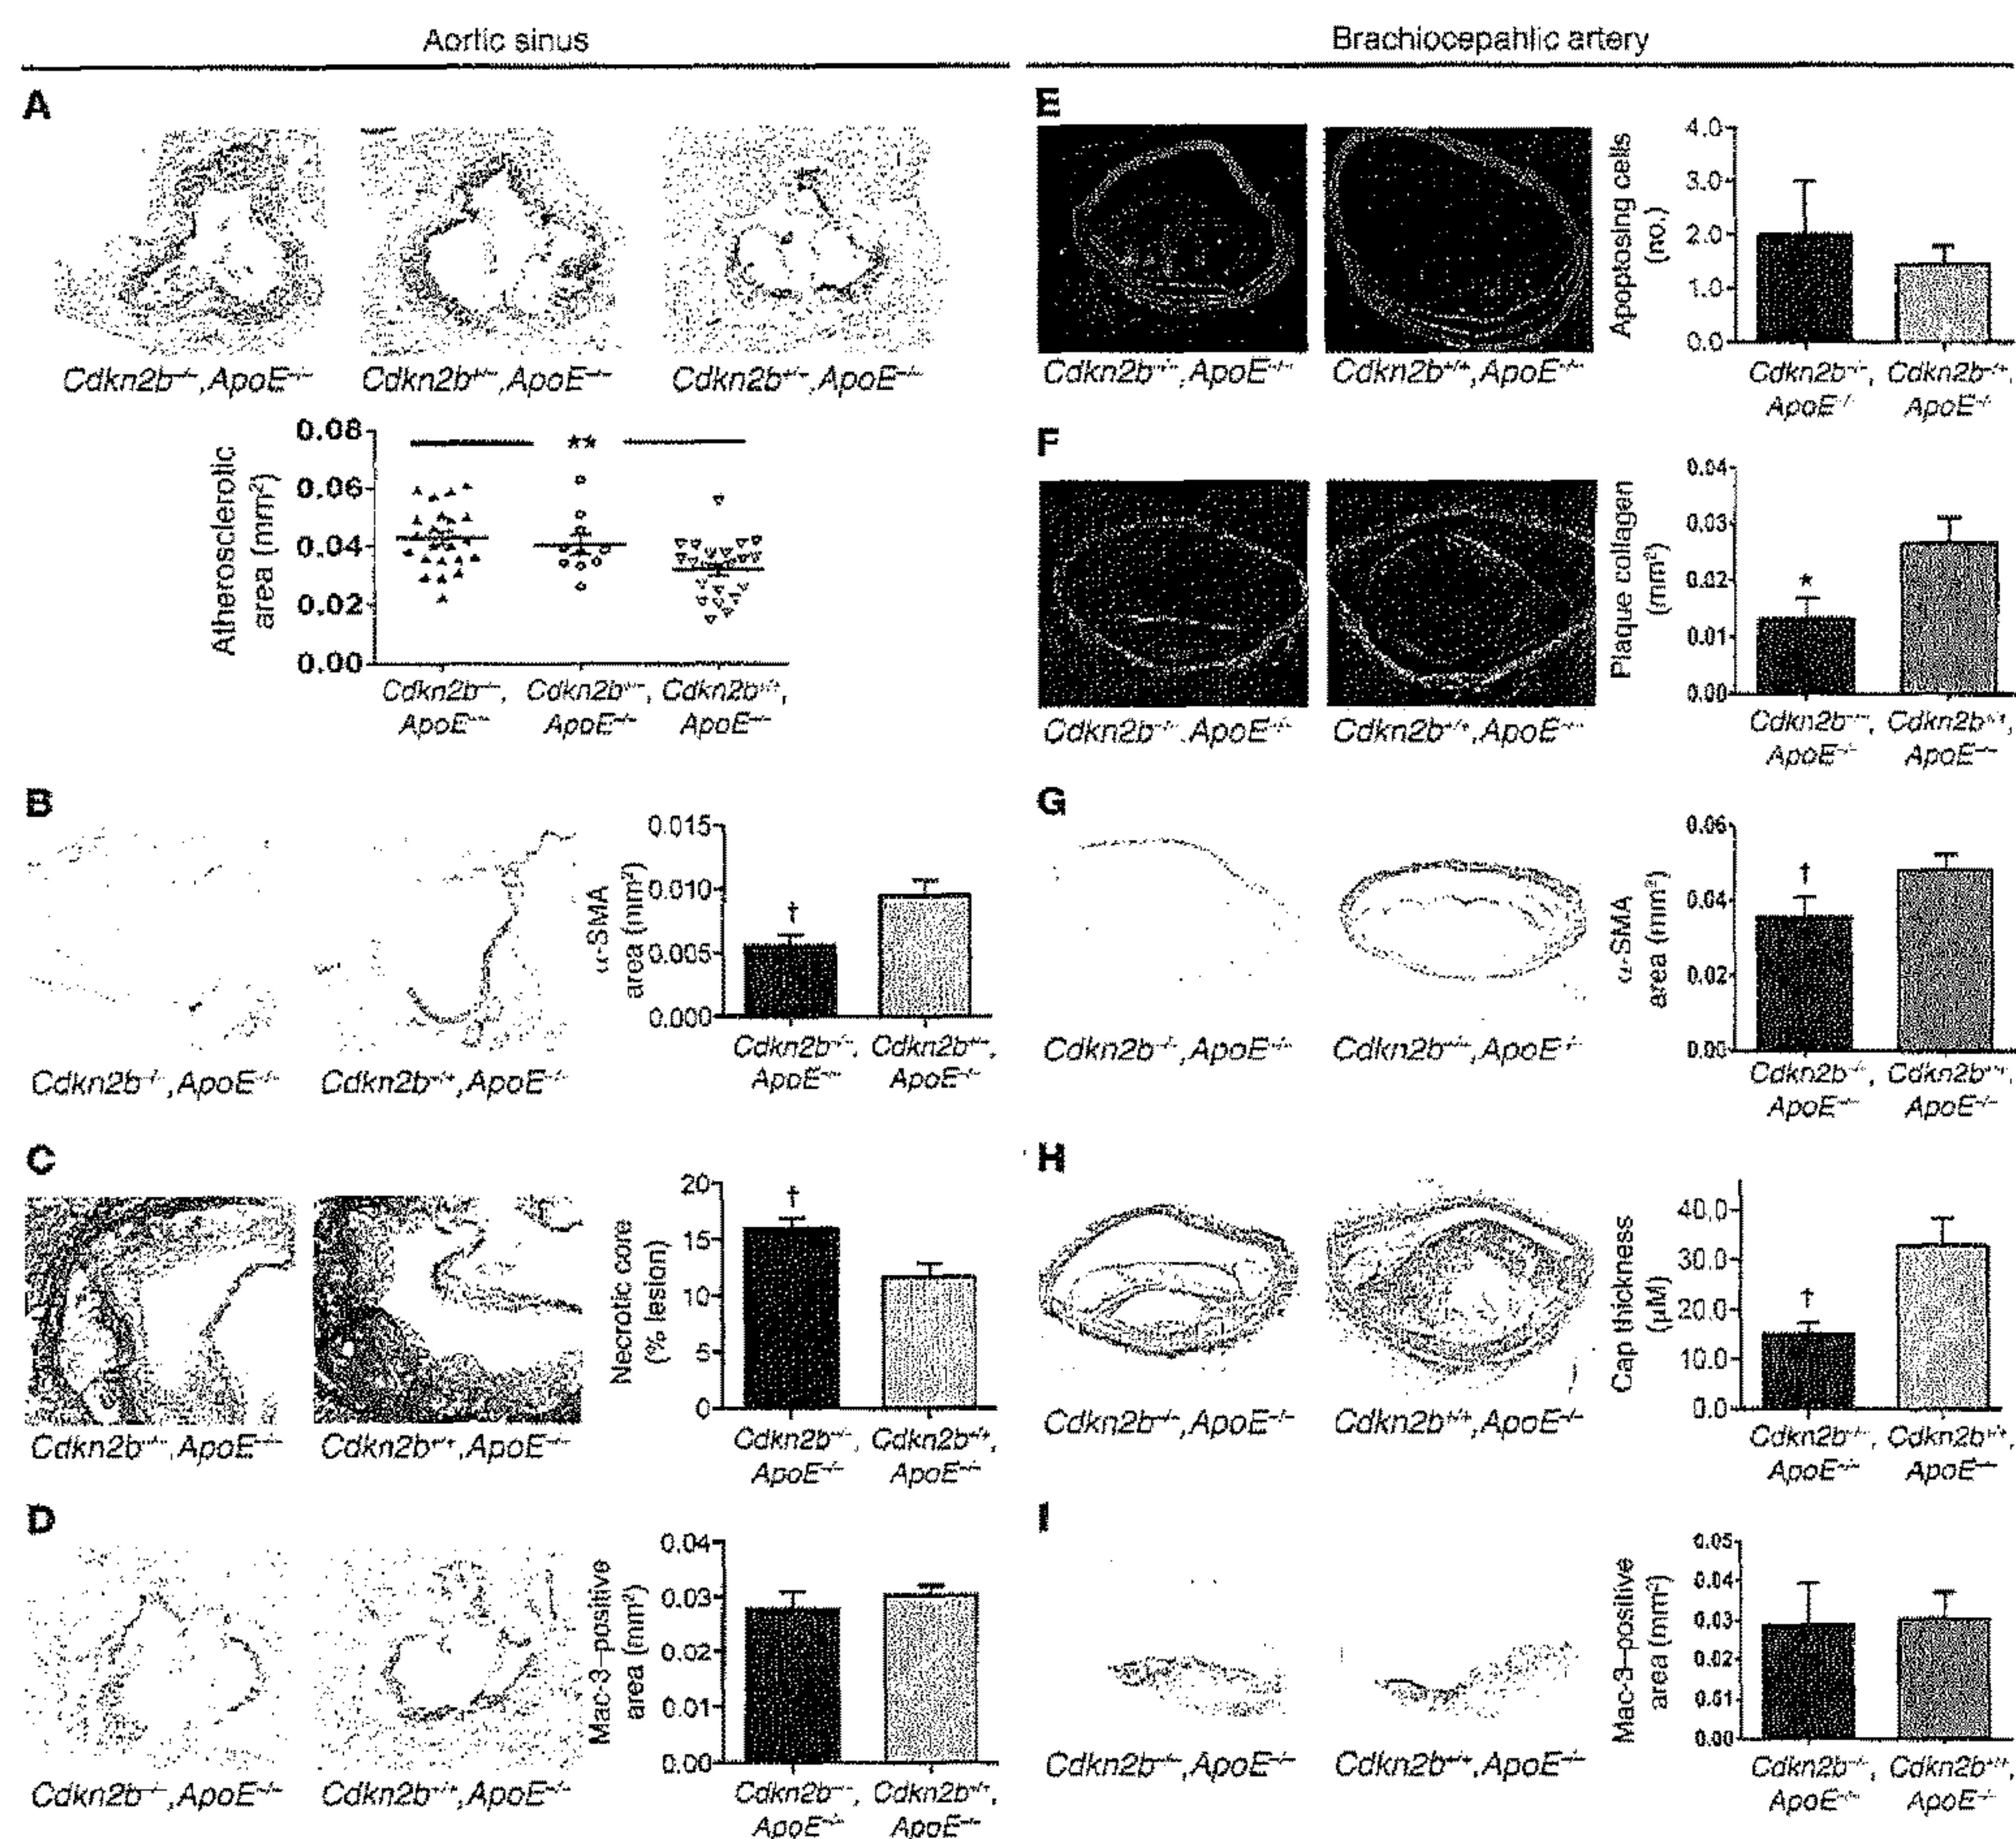 Aortic sinus
Brachiocepahlic artery
A
Cdkn2b-/-,ApoE-/- Cdkn2b+/-,ApoE-/- Cdkn2b+/+,ApoE-/-
Atherosclerotic
area (mm²)
0.08
0.06
0.04
0.02
0.00
**
Cdkn2b-/-, Cdkn2b+/-, Cdkn2b+/+,
ApoE-/- ApoE-/- ApoE-/-
B
Cdkn2b-/-,ApoE-/- Cdkn2b+/+,ApoE-/-
α-SMA
area (mm²)
0.015
0.010
0.005
0.000
†
Cdkn2b-/-, Cdkn2b+/+,
ApoE-/- ApoE-/-
C
Cdkn2b-/-,ApoE-/- Cdkn2b+/+,ApoE-/-
Necrotic core
(% lesion)
20
15
10
5
0
†
Cdkn2b-/-, Cdkn2b+/+,
ApoE-/- ApoE-/-
D
Cdkn2b-/-,ApoE-/- Cdkn2b+/+,ApoE-/-
Mac-3–positive
area (mm²)
0.04
0.03
0.02
0.01
0.00
Cdkn2b-/-, Cdkn2b+/+,
ApoE-/- ApoE-/-
E
Cdkn2b-/-,ApoE-/- Cdkn2b+/+,ApoE-/-
Apoptosing cells
(no.)
4.0
3.0
2.0
1.0
0.0
Cdkn2b-/-, Cdkn2b+/+,
ApoE-/- ApoE-/-
F
Cdkn2b-/-,ApoE-/- Cdkn2b+/+,ApoE-/-
Plaque collagen
(mm²)
0.04
0.03
0.02
0.01
0.00
*
Cdkn2b-/-, Cdkn2b+/+,
ApoE-/- ApoE-/-
G
Cdkn2b-/-,ApoE-/- Cdkn2b+/+,ApoE-/-
α-SMA
area (mm²)
0.06
0.04
0.02
0.00
†
Cdkn2b-/-, Cdkn2b+/+,
ApoE-/- ApoE-/-
H
Cdkn2b-/-,ApoE-/- Cdkn2b+/+,ApoE-/-
Cap thickness
(µM)
40.0
30.0
20.0
10.0
0.0
†
Cdkn2b-/-, Cdkn2b+/+,
ApoE-/- ApoE-/-
I
Cdkn2b-/-,ApoE-/- Cdkn2b+/+,ApoE-/-
Mac-3–positive
area (mm²)
0.05
0.04
0.03
0.02
0.01
0.00
Cdkn2b-/-, Cdkn2b+/+,
ApoE-/- ApoE-/-